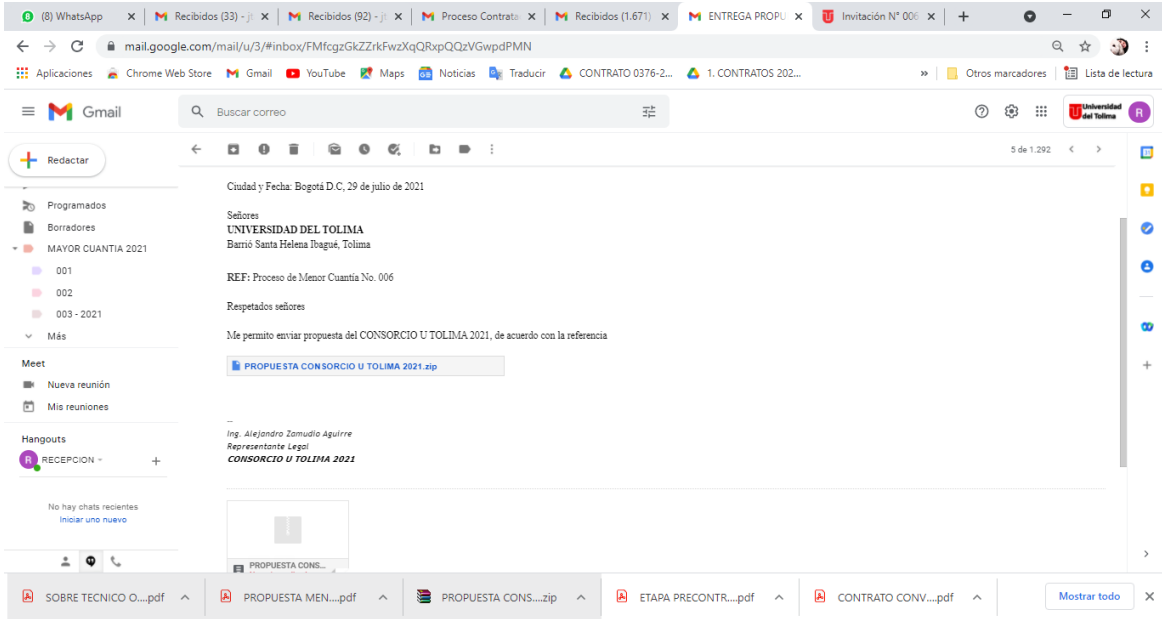 (8) WhatsApp
Recibidos (33) - j
Recibidos (92) - j
Proceso Contrata
Recibidos (1.671)
ENTREGA PROPU
Invitación N° 006
mail.google.com/mail/u/3/#inbox/FMfcgzGkZZrkFwzXqQRxpQQzVGwpdPMN
Aplicaciones
Chrome Web Store
Gmail
YouTube
Maps
Noticias
Traducir
CONTRATO 0376-2...
1. CONTRATOS 202...
»
Otros marcadores
Lista de lectura
Gmail
Buscar correo
Universidad
del Tolima
R
Redactar
5 de 1.292
Programados
Borradores
MAYOR CUANTIA 2021
001
002
003 - 2021
Más
Meet
Nueva reunión
Mis reuniones
Hangouts
R RECEPCION
No hay chats recientes
Iniciar uno nuevo
Ciudad y Fecha: Bogotá D.C, 29 de julio de 2021
Señores
UNIVERSIDAD DEL TOLIMA
Barrió Santa Helena Ibagué, Tolima
REF: Proceso de Menor Cuantía No. 006
Respetados señores
Me permito enviar propuesta del CONSORCIO U TOLIMA 2021, de acuerdo con la referencia
PROPUESTA CONSORCIO U TOLIMA 2021.zip
--
Ing. Alejandro Zamudio Aguirre
Representante Legal
CONSORCIO U TOLIMA 2021
PROPUESTA CONS...
SOBRE TECNICO O....pdf
PROPUESTA MEN....pdf
PROPUESTA CONS....zip
ETAPA PRECONTR....pdf
CONTRATO CONV....pdf
Mostrar todo